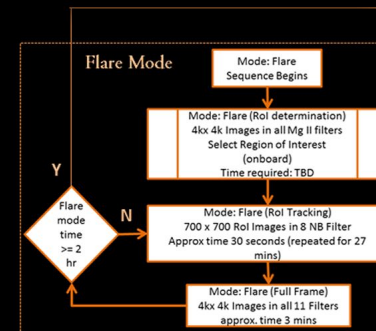 Flare Mode
Mode: Flare
Sequence Begins
Mode: Flare (RoI determination)
4kx 4k Images in all Mg II filters
Select Region of Interest
(onboard)
Time required: TBD
Y
Flare
mode
time
>= 2
hr
N
Mode: Flare (RoI Tracking)
700 x 700 RoI Images in 8 NB Filter
Approx time 30 seconds (repeated for 27
mins)
Mode: Flare (Full Frame)
4kx 4k Images in all 11 Filters
approx. time 3 mins